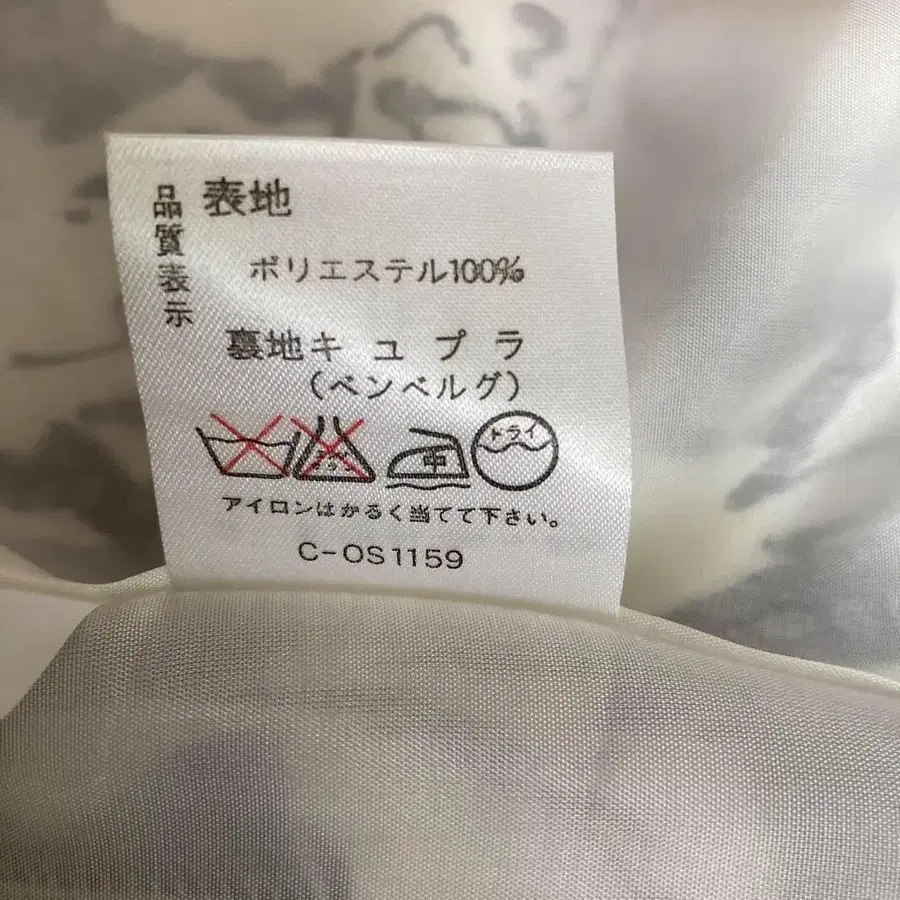 品質表示
表地
ポリエステル100%
裏地キュプラ
(ベンベルグ)
中
ドライ
アイロンはかるく当てて下さい。
C-OS1159